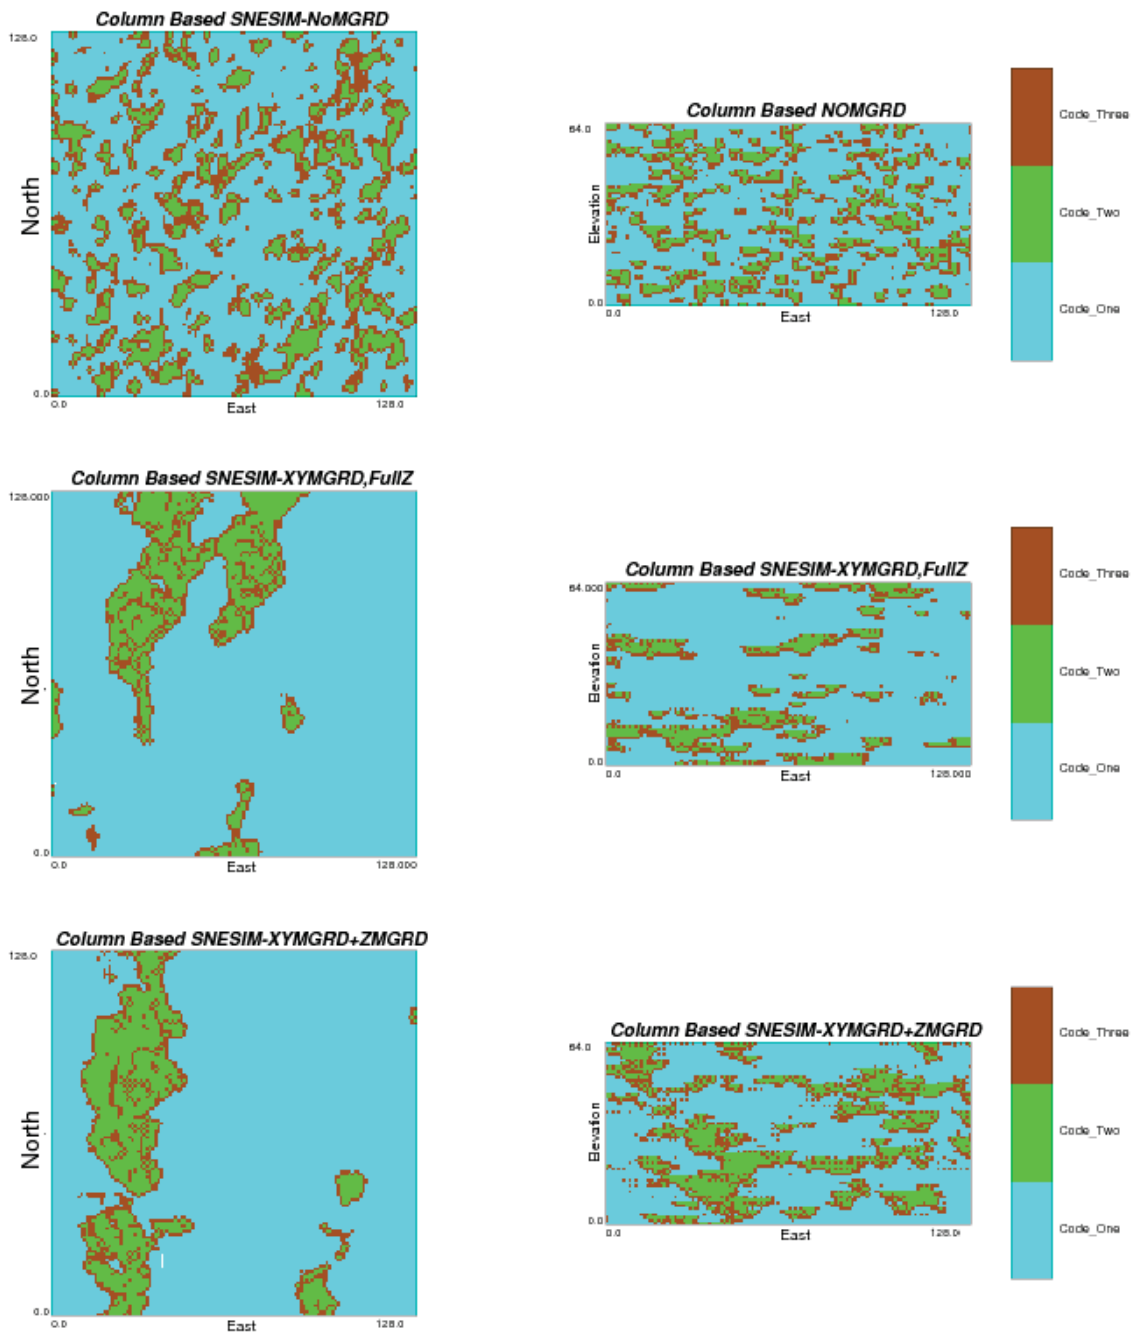 Column Based SNESIM-NoMGRD
128.0
North
0.0
0.0
East
128.0
Column Based NOMGRD
64.0
Elevation
0.0
0.0
East
128.0
Code_Three
Code_Two
Code_One
Column Based SNESIM-XYMGRD,FullZ
128.000
North
0.0
0.0
East
128.000
Column Based SNESIM-XYMGRD,FullZ
64.000
Elevation
0.0
0.0
East
128.000
Code_Three
Code_Two
Code_One
Column Based SNESIM-XYMGRD+ZMGRD
128.0
North
0.0
0.0
East
128.0
Column Based SNESIM-XYMGRD+ZMGRD
64.0
Elevation
0.0
0.0
East
128.0
Code_Three
Code_Two
Code_One